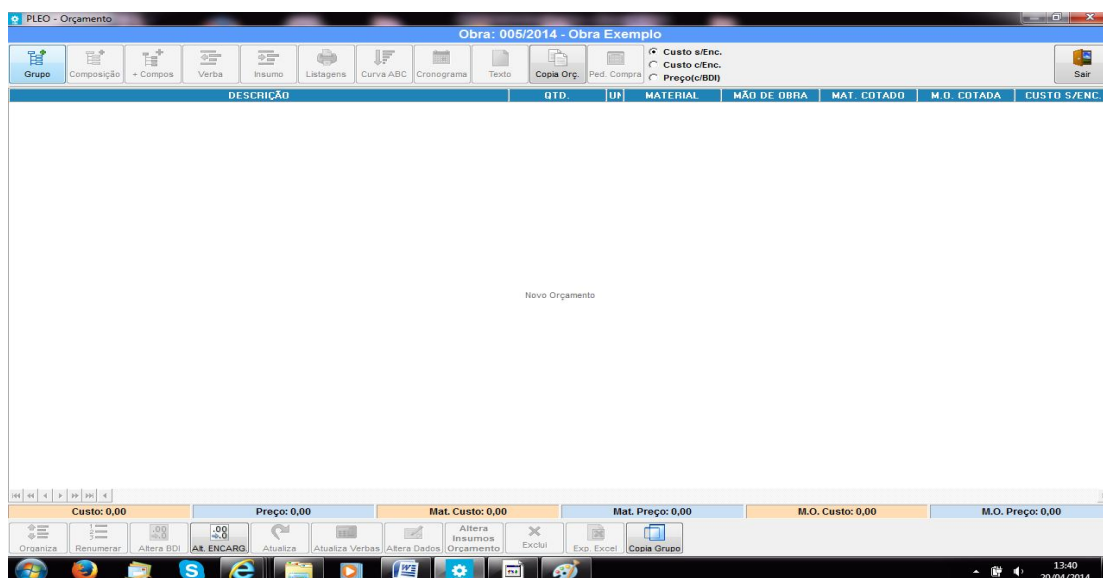 PLEO - Orçamento
Obra: 005/2014 - Obra Exemplo
Grupo Composição + Compos Verba Insumo Listagens Curva ABC Cronograma Texto Copia Orç. Ped. Compra Sair
Custo s/Enc.
Custo c/Enc.
Preço(c/BDI)
DESCRIÇÃO QTD. UN MATERIAL MÃO DE OBRA MAT. COTADO M.O. COTADA CUSTO S/ENC.
Novo Orçamento
Custo: 0,00 Preço: 0,00 Mat. Custo: 0,00 Mat. Preço: 0,00 M.O. Custo: 0,00 M.O. Preço: 0,00
Organiza Renumerar Altera BDI Alt. ENCARG. Atualiza Atualiza Verbas Altera Dados Altera Insumos Orçamento Exclui Exp. Excel Copia Grupo
13:40
20/04/2014